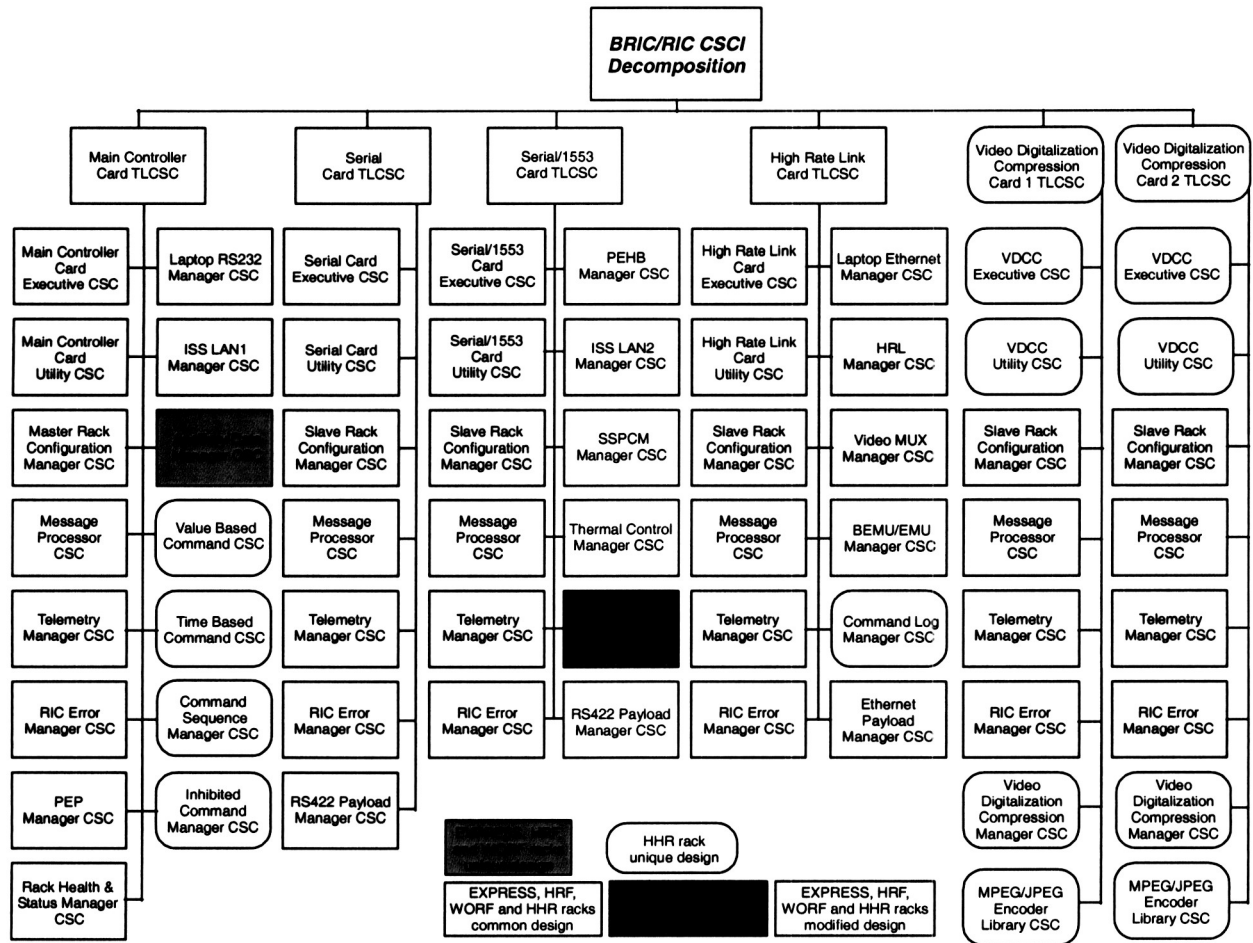 BRIC/RIC CSCI
Decomposition
Main Controller
Card TLCSC
Serial
Card TLCSC
Serial/1553
Card TLCSC
High Rate Link
Card TLCSC
Video Digitalization
Compression
Card 1 TLCSC
Video Digitalization
Compression
Card 2 TLCSC
Main Controller
Card
Executive CSC
Laptop RS232
Manager CSC
Serial Card
Executive CSC
Serial/1553
Card
Executive CSC
PEHB
Manager CSC
High Rate Link
Card
Executive CSC
Laptop Ethernet
Manager CSC
VDCC
Executive CSC
VDCC
Executive CSC
Main Controller
Card
Utility CSC
ISS LAN1
Manager CSC
Serial Card
Utility CSC
Serial/1553
Card
Utility CSC
ISS LAN2
Manager CSC
High Rate Link
Card
Utility CSC
HRL
Manager CSC
VDCC
Utility CSC
VDCC
Utility CSC
Master Rack
Configuration
Manager CSC
Slave Rack
Configuration
Manager CSC
Slave Rack
Configuration
Manager CSC
SSPCM
Manager CSC
Slave Rack
Configuration
Manager CSC
Video MUX
Manager CSC
Slave Rack
Configuration
Manager CSC
Slave Rack
Configuration
Manager CSC
Message
Processor
CSC
Value Based
Command CSC
Message
Processor
CSC
Message
Processor
CSC
Thermal Control
Manager CSC
Message
Processor
CSC
BEMU/EMU
Manager CSC
Message
Processor
CSC
Message
Processor
CSC
Telemetry
Manager CSC
Time Based
Command CSC
Telemetry
Manager CSC
Telemetry
Manager CSC
Telemetry
Manager CSC
Command Log
Manager CSC
Telemetry
Manager CSC
Telemetry
Manager CSC
RIC Error
Manager CSC
Command
Sequence
Manager CSC
RIC Error
Manager CSC
RIC Error
Manager CSC
RS422 Payload
Manager CSC
RIC Error
Manager CSC
Ethernet
Payload
Manager CSC
RIC Error
Manager CSC
RIC Error
Manager CSC
PEP
Manager CSC
Inhibited
Command
Manager CSC
RS422 Payload
Manager CSC
Video
Digitalization
Compression
Manager CSC
Video
Digitalization
Compression
Manager CSC
Rack Health &
Status Manager
CSC
MPEG/JPEG
Encoder
Library CSC
MPEG/JPEG
Encoder
Library CSC
HHR rack
unique design
EXPRESS, HRF,
WORF and HHR racks
common design
EXPRESS, HRF,
WORF and HHR racks
modified design